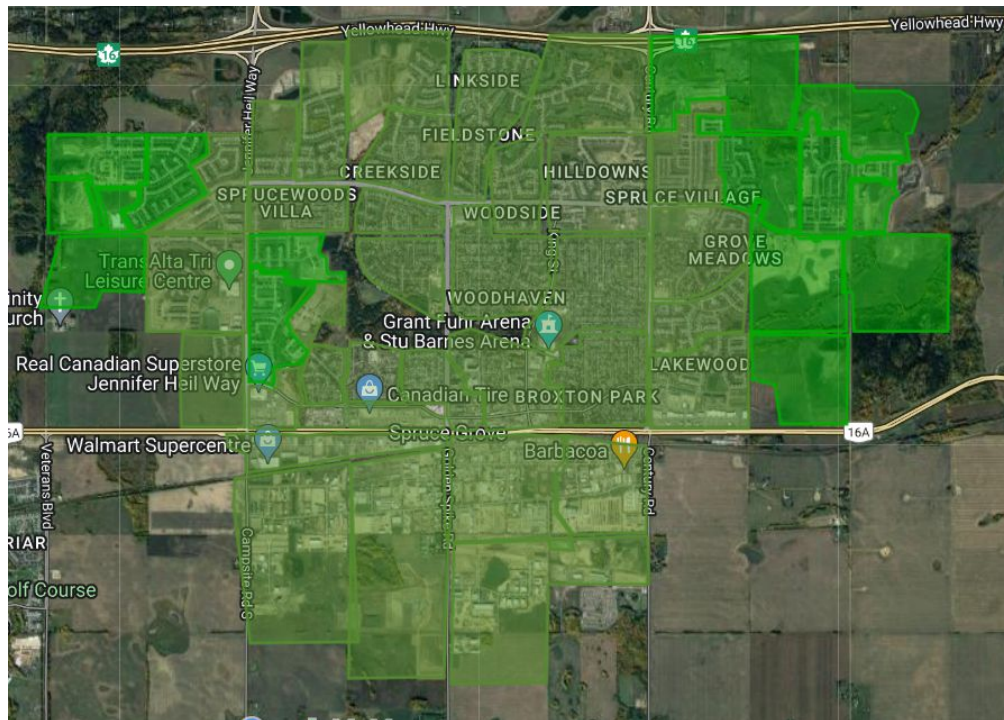 Yellowhead Hwy
Yellowhead Hwy
16
16
Jennifer Heil Way
LINKSIDE
FIELDSTONE
CREEKSIDE
HILLDOWNS
SPRUCEWOODS
VILLA
SPRUCE VILLAGE
WOODSIDE
King St
GROVE
MEADOWS
TransAlta Tri
Leisure Centre
WOODHAVEN
Grant Fuhr Arena
& Stu Barnes Arena
Real Canadian Superstore
Jennifer Heil Way
LAKEWOOD
Canadian Tire
BROXTON PARK
16A
Spruce Grove
Walmart Supercentre
Barbacoa
Veterans Blvd
Golden Spike Rd
Century Rd
Campsite Rd S